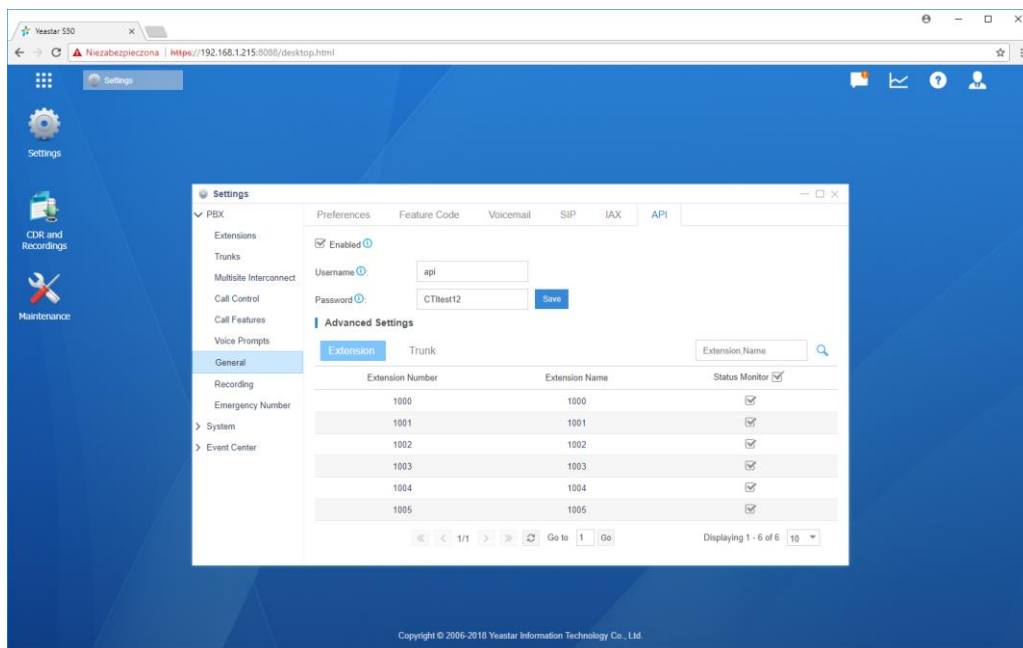 Yeastar S50
Niezabezpieczona | https://192.168.1.215:8088/desktop.html
Settings
Settings
CDR and
Recordings
Maintenance
Settings
PBX
Extensions
Trunks
Multisite Interconnect
Call Control
Call Features
Voice Prompts
General
Recording
Emergency Number
System
Event Center
Preferences Feature Code Voicemail SIP IAX API
Enabled
Username : api
Password : CTItest12 Save
Advanced Settings
Extension Trunk Extension,Name
Extension Number Extension Name Status Monitor
1000 1000
1001 1001
1002 1002
1003 1003
1004 1004
1005 1005
1/1 Go to 1 Go Displaying 1 - 6 of 6 10
Copyright © 2006-2018 Yeastar Information Technology Co., Ltd.